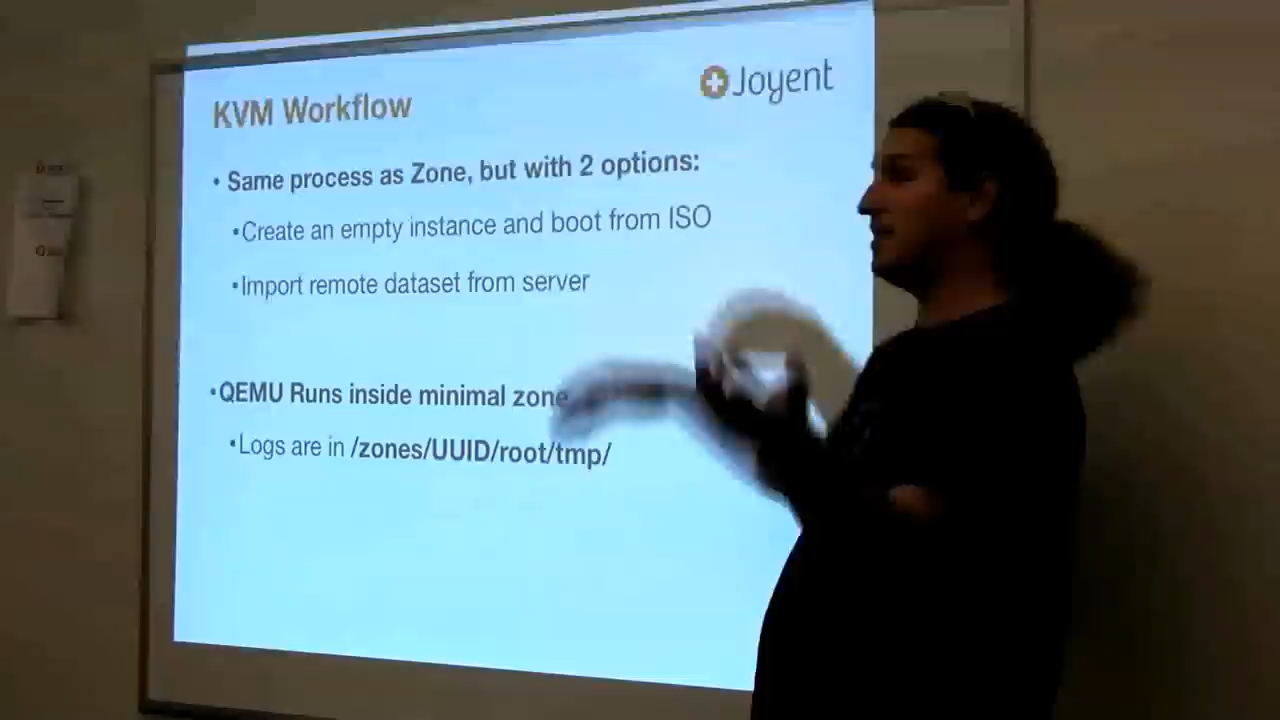 Joyent
KVM Workflow
• Same process as Zone, but with 2 options:
•Create an empty instance and boot from ISO
•Import remote dataset from server
•QEMU Runs inside minimal zone
•Logs are in /zones/UUID/root/tmp/